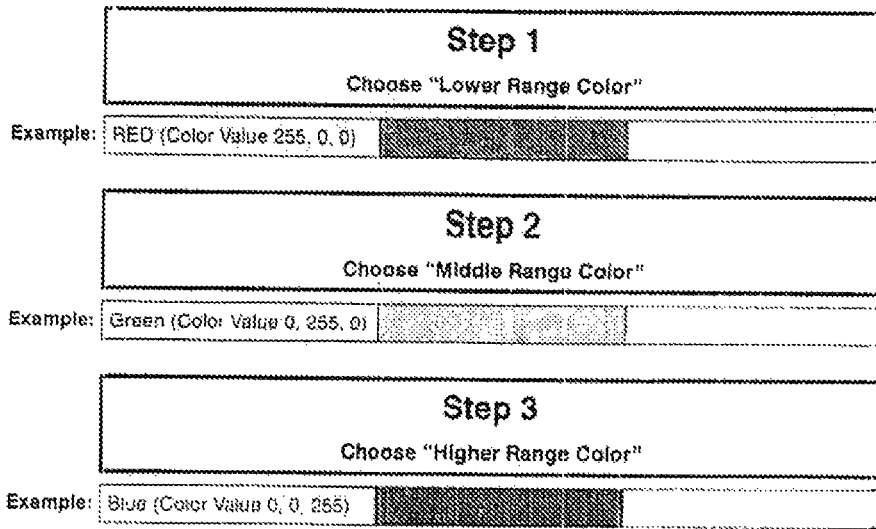 Step 1
Choose "Lower Range Color"
Example: RED (Color Value 255, 0, 0)
Step 2
Choose "Middle Range Color"
Example: Green (Color Value 0, 255, 0)
Step 3
Choose "Higher Range Color"
Example: Blue (Color Value 0, 0, 255)